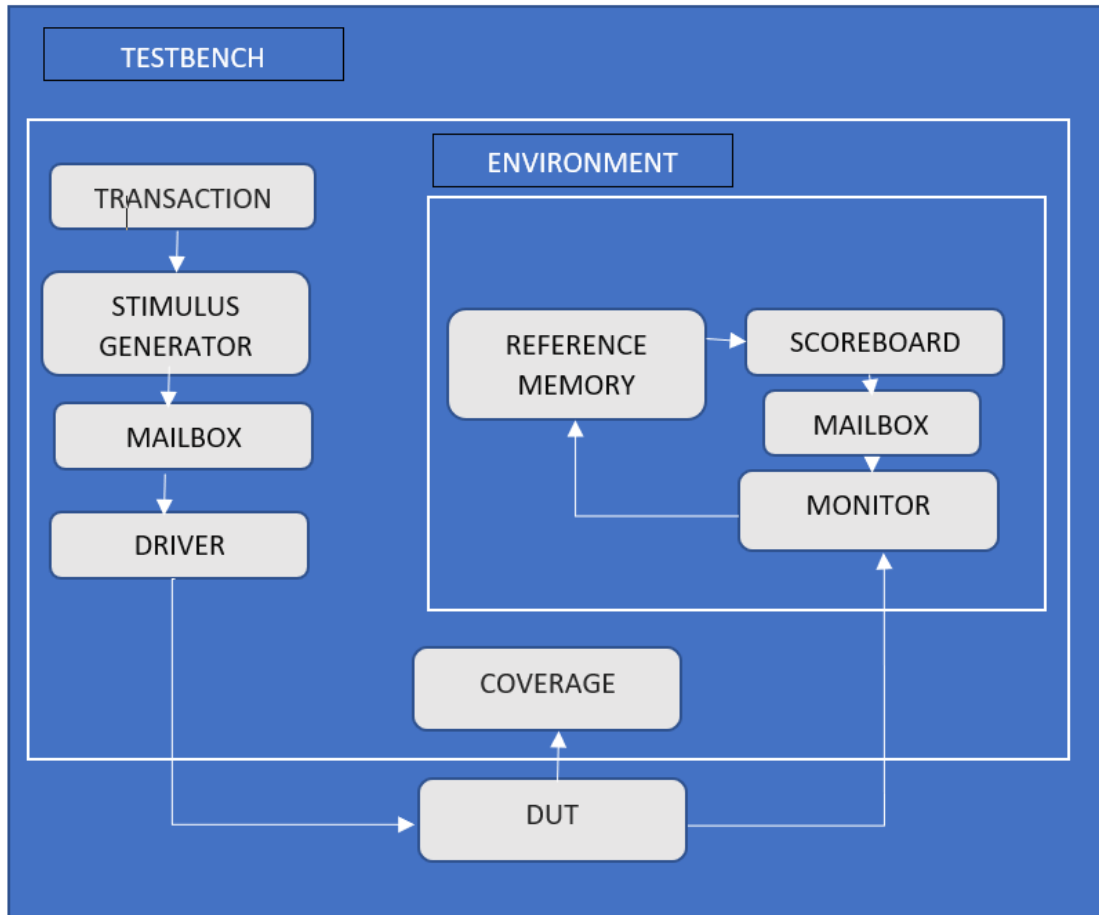 TESTBENCH
ENVIRONMENT
TRANSACTION
STIMULUS
GENERATOR
MAILBOX
DRIVER
REFERENCE
MEMORY
SCOREBOARD
MAILBOX
MONITOR
COVERAGE
DUT